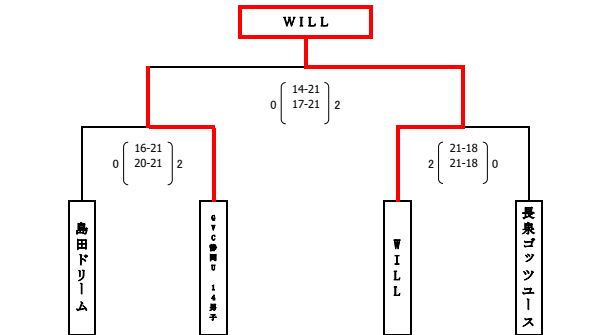 WILL
14-21
0 17-21 2
16-21
0 20-21 2
21-18
2 21-18 0
島田ドリーム
GVC静岡U 14男子
WILL
長泉ゴッツユース